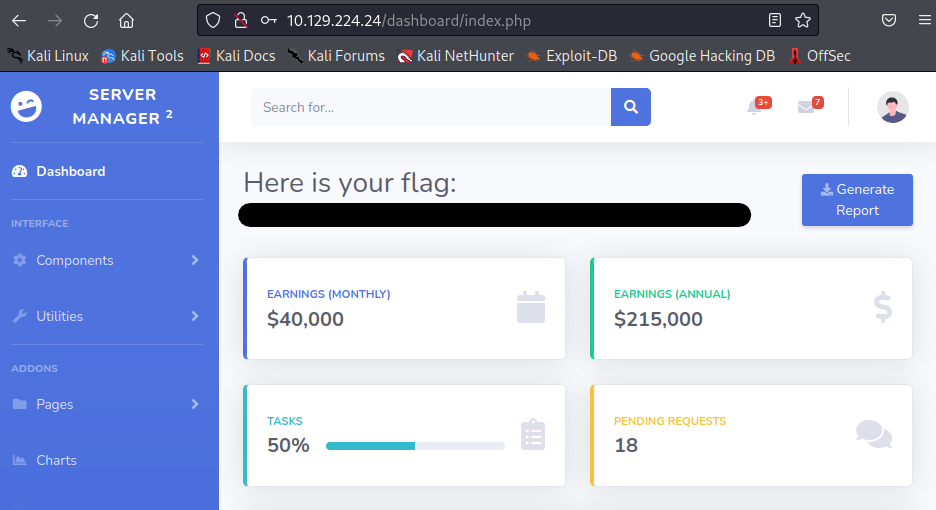 10.129.224.24/dashboard/index.php
Kali Linux Kali Tools Kali Docs Kali Forums Kali NetHunter Exploit-DB Google Hacking DB OffSec
SERVER
MANAGER 2
Search for...
3+
7
Dashboard
Here is your flag:
Generate
Report
INTERFACE
Components
Utilities
ADDONS
Pages
Charts
EARNINGS (MONTHLY)
$40,000
EARNINGS (ANNUAL)
$215,000
TASKS
50%
PENDING REQUESTS
18